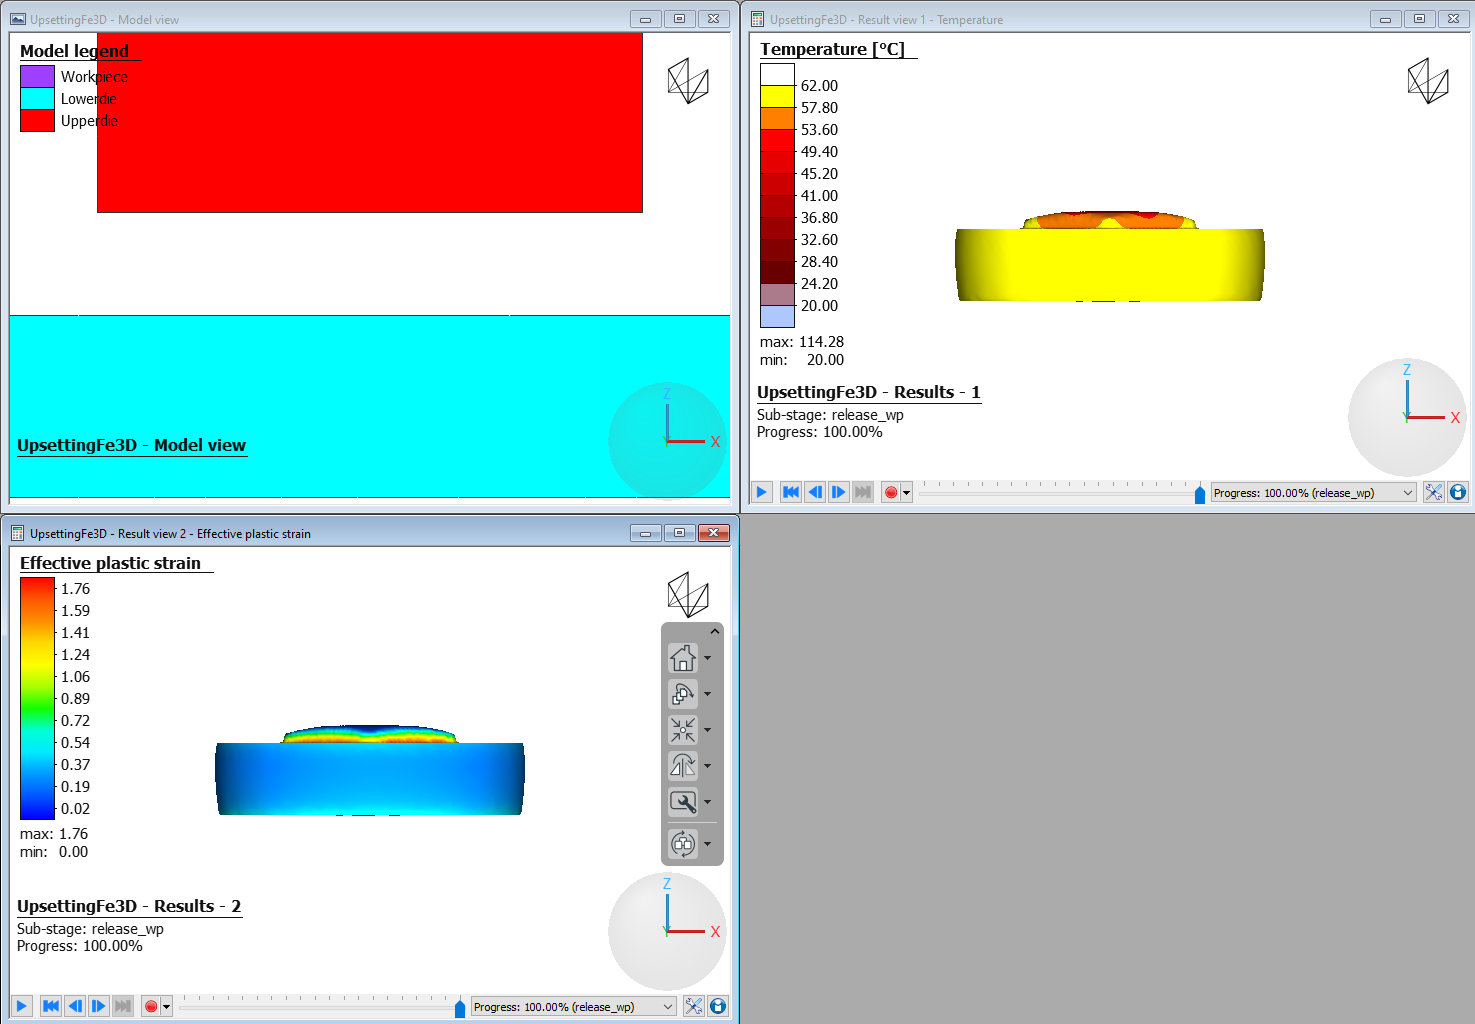 UpsettingFe3D - Model view
Model legend
Workpiece
Lowerdie
Upperdie
Z
X
Y
UpsettingFe3D - Model view
UpsettingFe3D - Result view 1 - Temperature
Temperature [°C]
62.00
57.80
53.60
49.40
45.20
41.00
36.80
32.60
28.40
24.20
20.00
max: 114.28
min: 20.00
UpsettingFe3D - Results - 1
Sub-stage: release_wp
Progress: 100.00%
Z
X
Y
Progress: 100.00% (release_wp)
UpsettingFe3D - Result view 2 - Effective plastic strain
Effective plastic strain
1.76
1.59
1.41
1.24
1.06
0.89
0.72
0.54
0.37
0.19
0.02
max: 1.76
min: 0.00
UpsettingFe3D - Results - 2
Sub-stage: release_wp
Progress: 100.00%
Z
X
Y
Progress: 100.00% (release_wp)